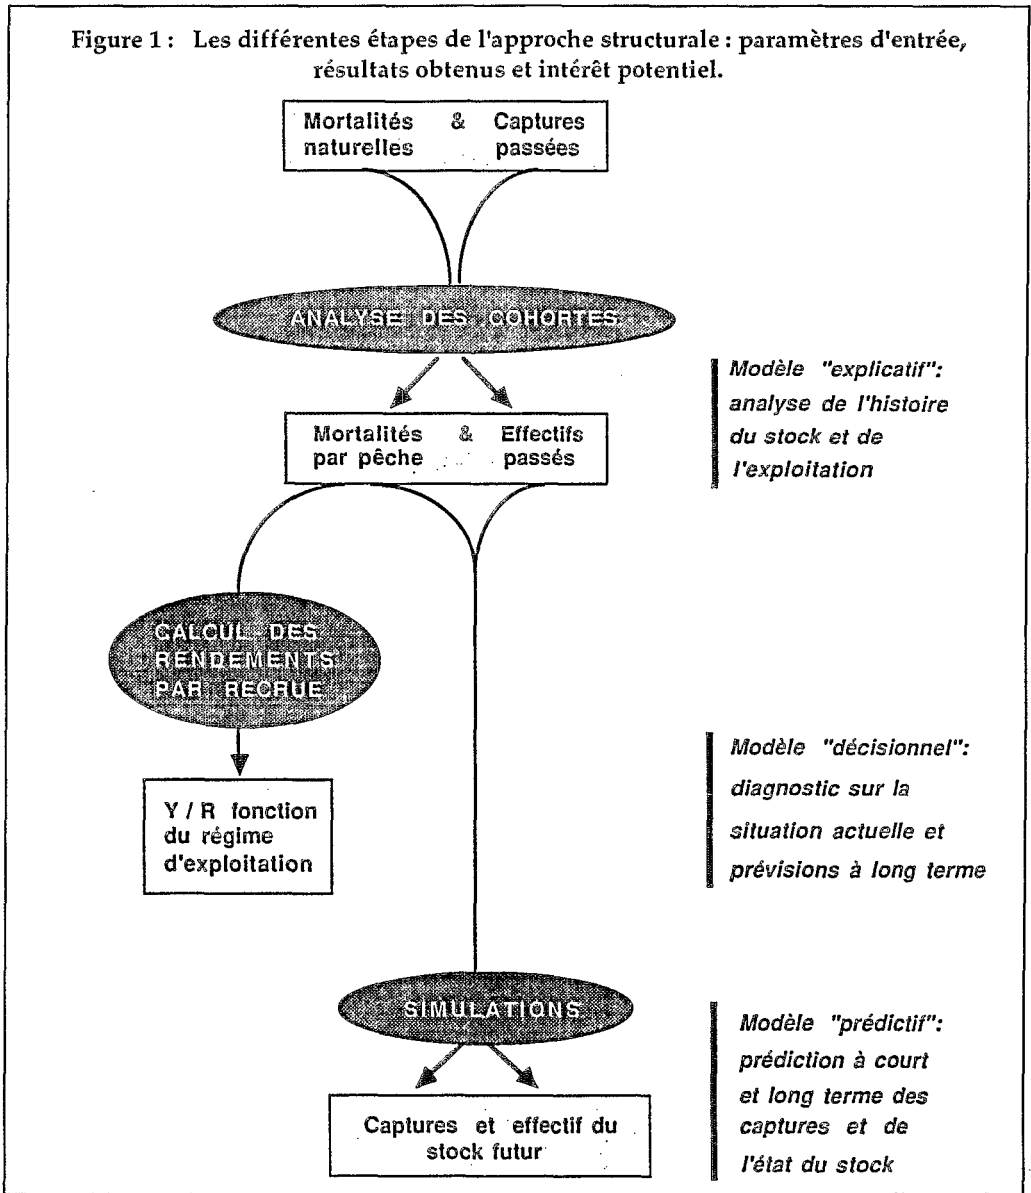 Figure 1 : Les différentes étapes de l'approche structurale : paramètres d'entrée,
résultats obtenus et intérêt potentiel.
Mortalités & Captures
naturelles passées
ANALYSE DES COHORTES
Modèle "explicatif":
analyse de l'histoire
du stock et de
l'exploitation
Mortalités & Effectifs
par pêche passés
CALCUL DES
RENDEMENTS
PAR RECRUE
Y / R fonction
du régime
d'exploitation
Modèle "décisionnel":
diagnostic sur la
situation actuelle et
prévisions à long terme
SIMULATIONS
Modèle "prédictif":
prédiction à court
et long terme des
captures et de
l'état du stock
Captures et effectif du
stock futur